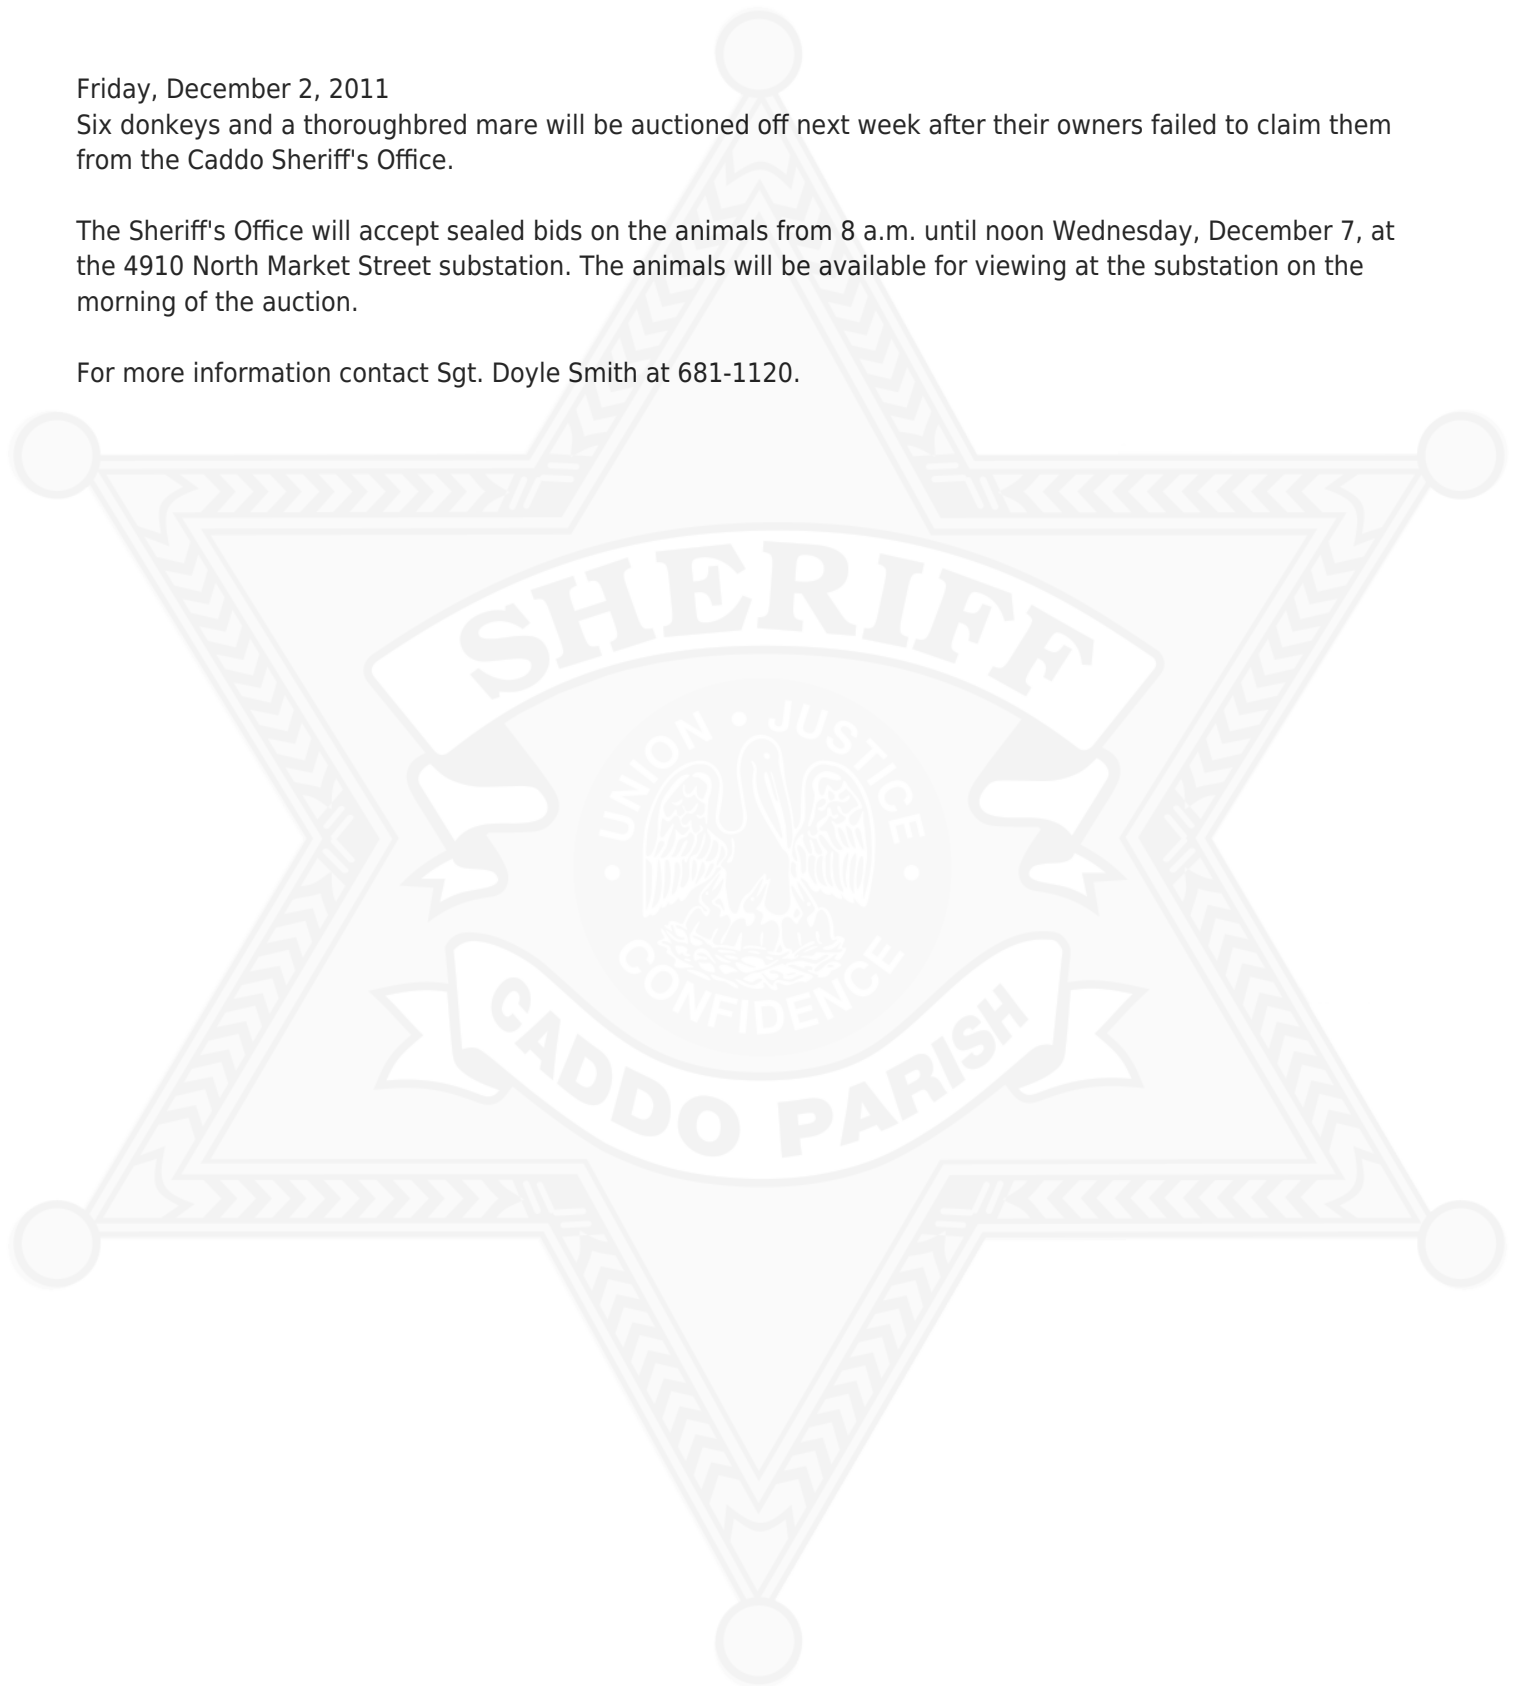 Friday, December 2, 2011
Six donkeys and a thoroughbred mare will be auctioned off next week after their owners failed to claim them
from the Caddo Sheriff's Office.
The Sheriff's Office will accept sealed bids on the animals from 8 a.m. until noon Wednesday, December 7, at
the 4910 North Market Street substation. The animals will be available for viewing at the substation on the
morning of the auction.
For more information contact Sgt. Doyle Smith at 681-1120.
SHERIFF
UNION • JUSTICE •
• CONFIDENCE
CADDO PARISH